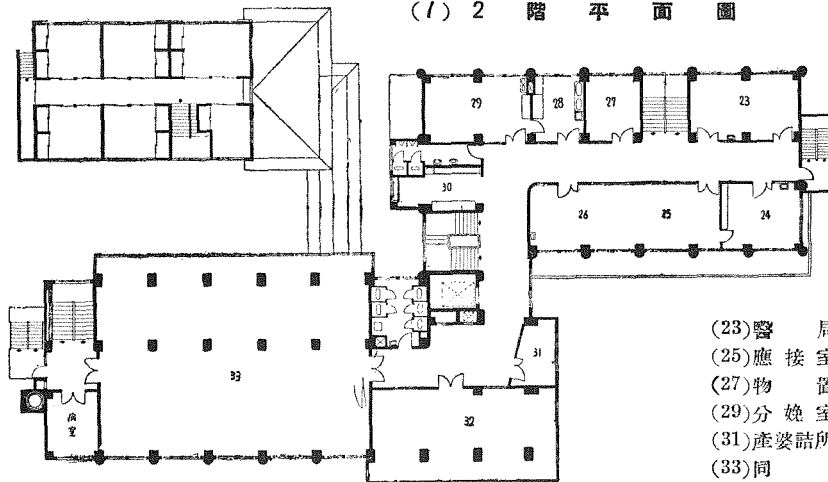 (1) 2 階平面圖
29
28
27
23
30
26
25
24
31
33
32
病室
(23)醫局
(25)應接室
(27)物置
(29)分娩室
(31)產婆詰所
(33)同